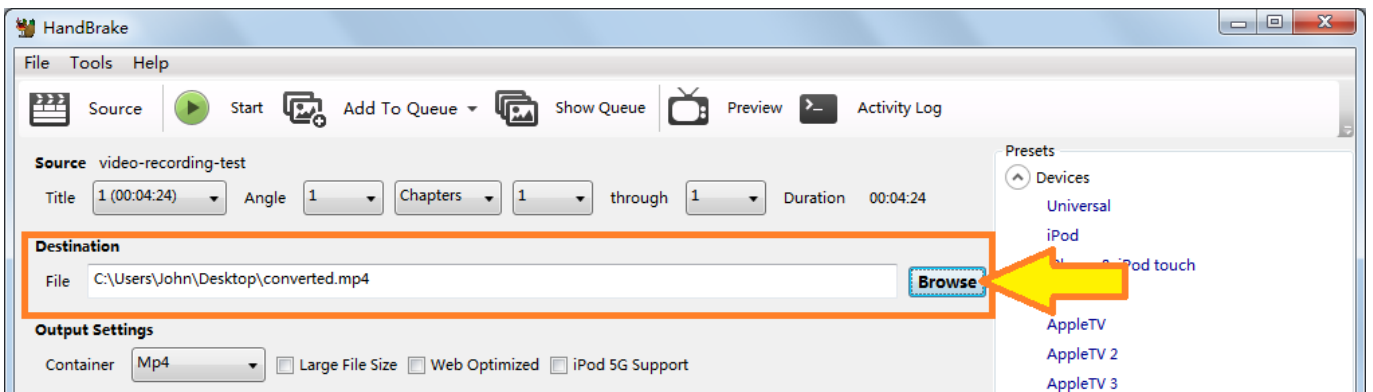 HandBrake
File Tools Help
Source Start Add To Queue Show Queue Preview Activity Log
Source video-recording-test
Title 1 (00:04:24) Angle 1 Chapters 1 through 1 Duration 00:04:24
Destination
File C:\Users\John\Desktop\converted.mp4 Browse
Output Settings
Container Mp4 Large File Size Web Optimized iPod 5G Support
Presets
Devices
Universal
iPod
iPod touch
AppleTV
AppleTV 2
AppleTV 3